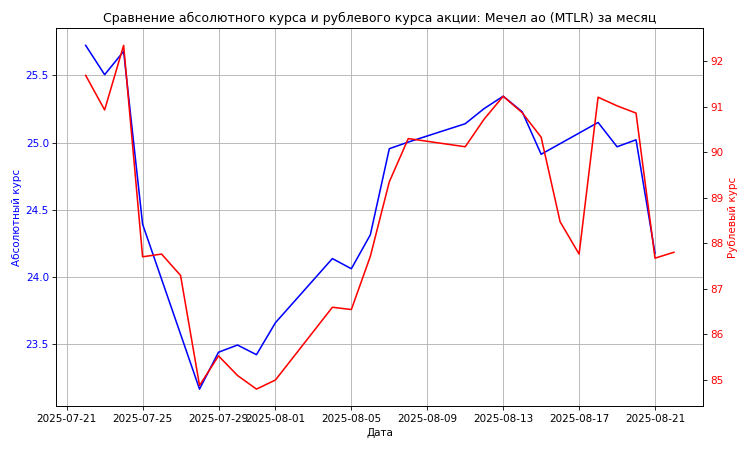 Сравнение абсолютного курса и рублевого курса акции: Мечел ао (MTLR) за месяц
25.5
25.0
24.5
24.0
23.5
Абсолютный курс
92
91
90
89
88
87
86
85
Рублевый курс
2025-07-21 2025-07-25 2025-07-29 2025-08-01 2025-08-05 2025-08-09 2025-08-13 2025-08-17 2025-08-21
Дата